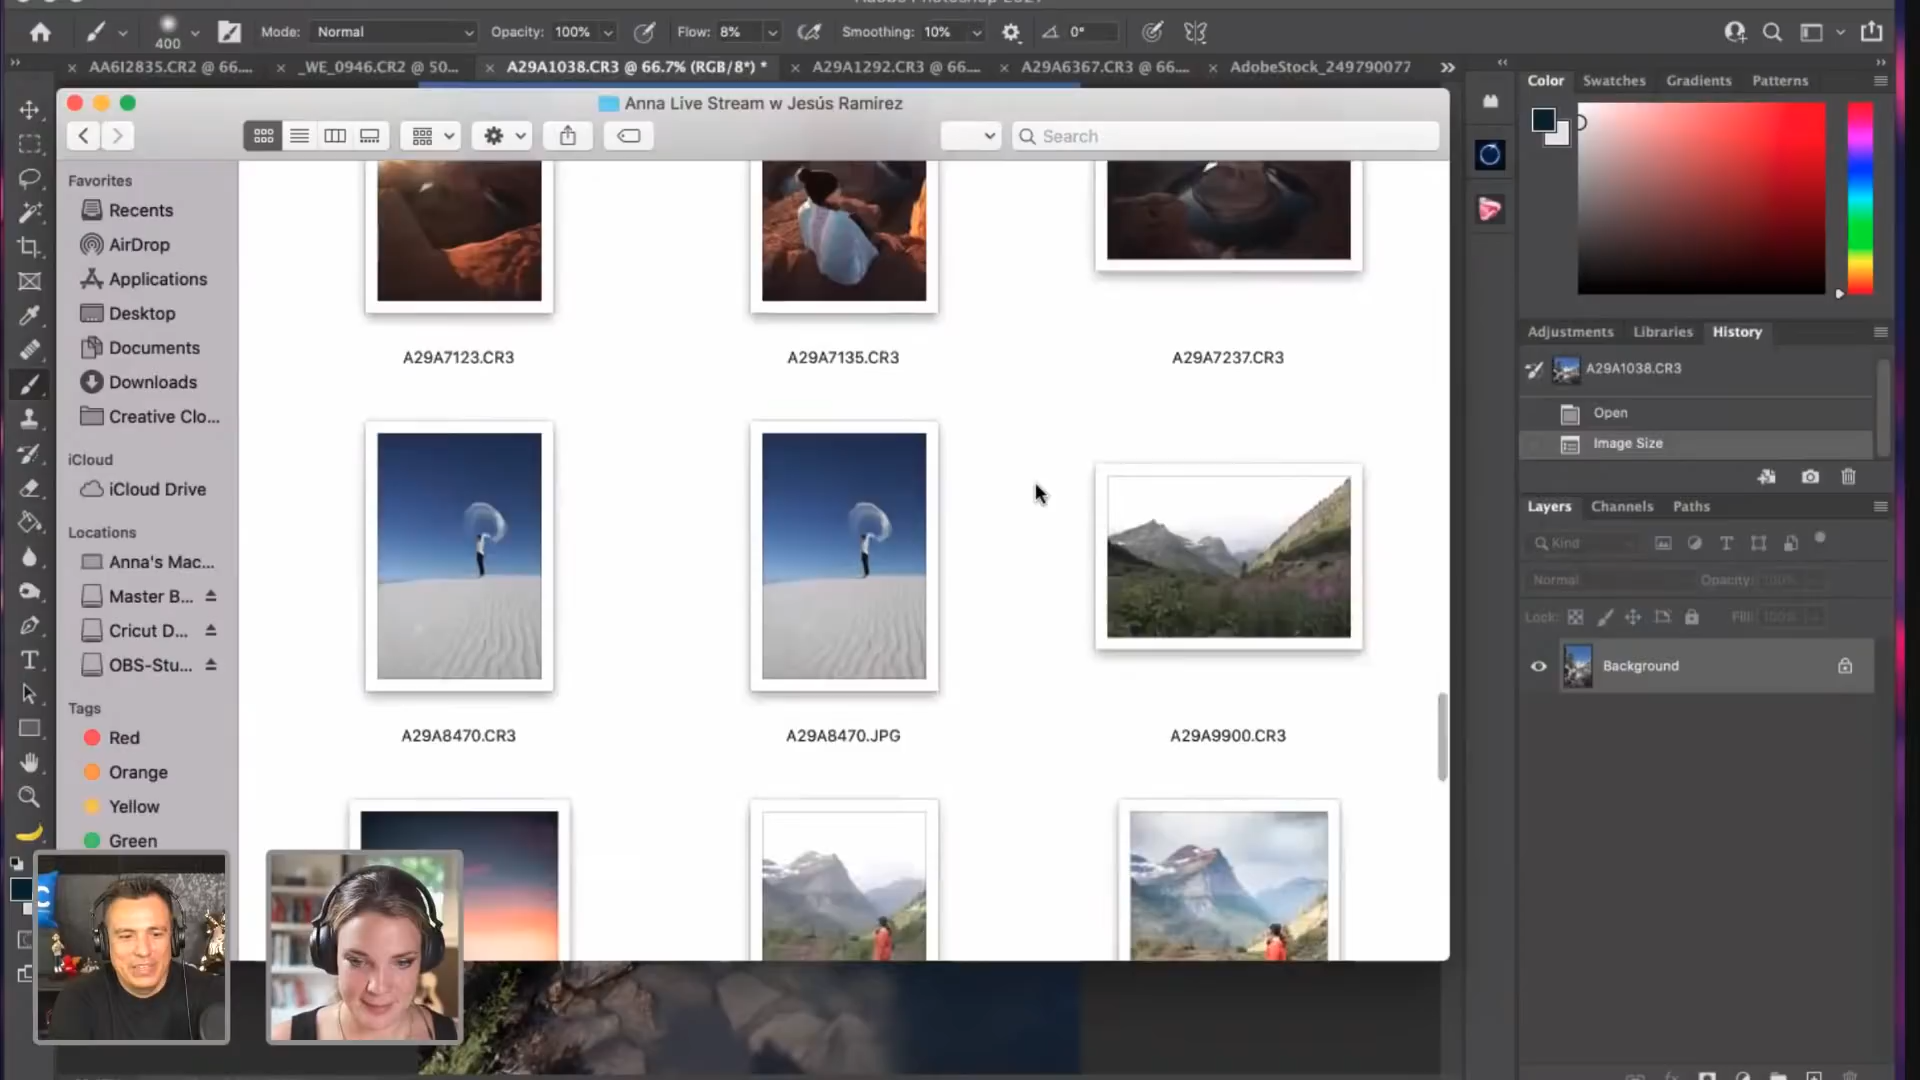 400
Mode:
Normal
Opacity:
100%
Flow:
8%
Smoothing:
10%
0°
AA6I2835.CR2 @ 66....
_WE_0946.CR2 @ 50...
A29A1038.CR3 @ 66.7% (RGB/8*) *
A29A1292.CR3 @ 66....
A29A6367.CR3 @ 66....
AdobeStock_249790077
Anna Live Stream w Jesús Ramirez
Search
Favorites
Recents
AirDrop
Applications
Desktop
Documents
Downloads
Creative Clo...
iCloud
iCloud Drive
Locations
Anna's Mac...
Master B...
Cricut D...
OBS-Stu...
Tags
Red
Orange
Yellow
Green
A29A7123.CR3
A29A7135.CR3
A29A7237.CR3
A29A8470.CR3
A29A8470.JPG
A29A9900.CR3
Color
Swatches
Gradients
Patterns
Adjustments
Libraries
History
A29A1038.CR3
Open
Image Size
Layers
Channels
Paths
Kind
Normal
Opacity:
100%
Lock:
Fill:
100%
Background